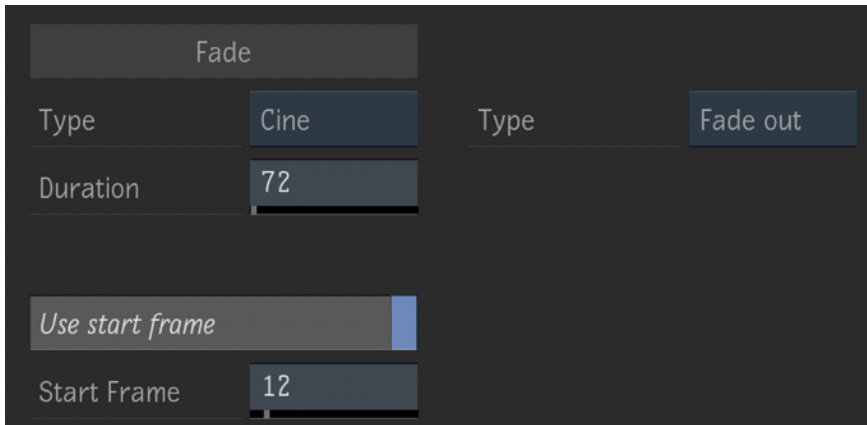 Fade
Type Cine Type Fade out
Duration 72
Use start frame
Start Frame 12